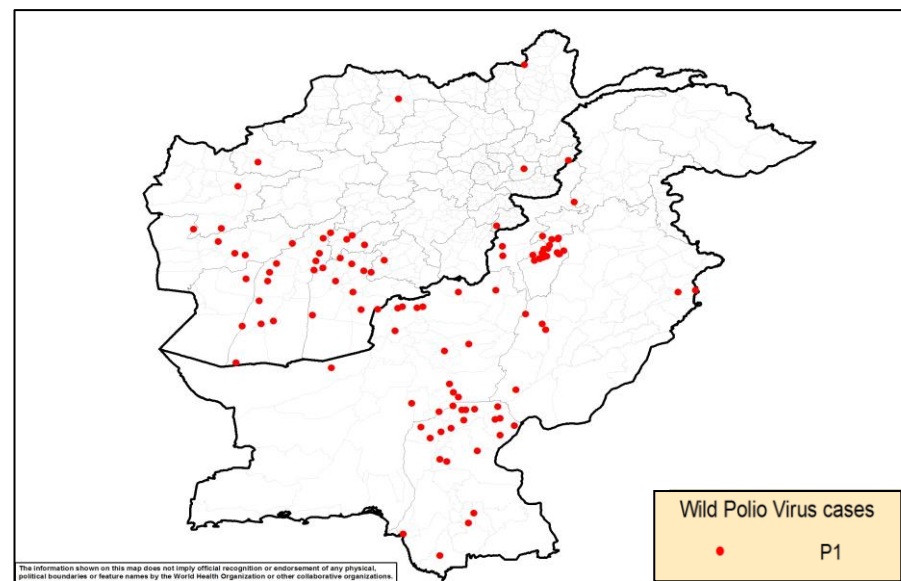 Wild Polio Virus cases
P1
The information shown on this map does not imply official recognition or endorsement of any physical,
political boundaries or feature names by the World Health Organization or other collaborative organizations.